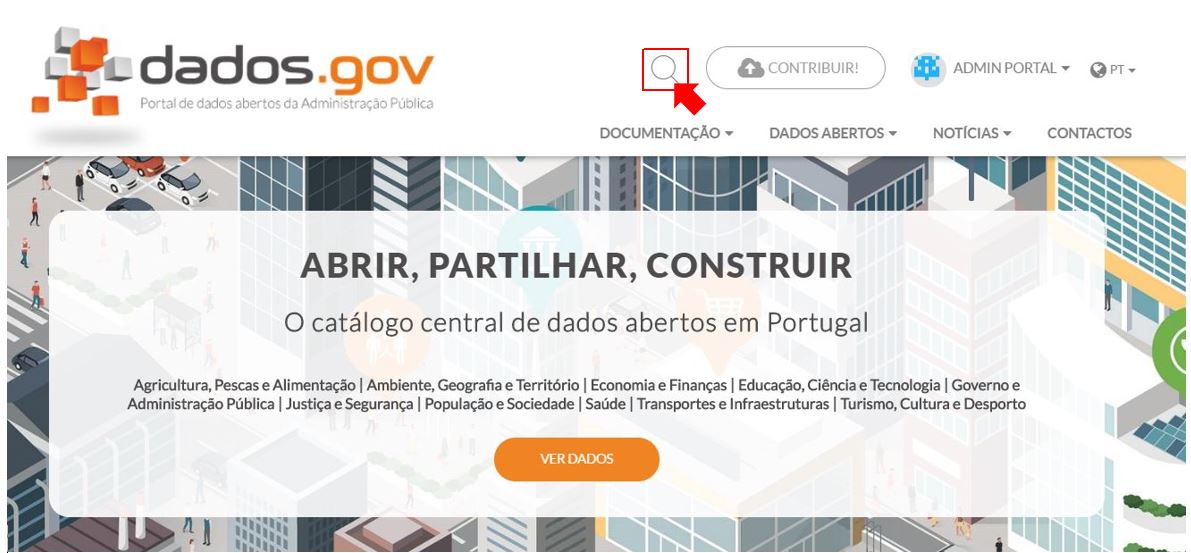 dados.gov
Portal de dados abertos da Administração Pública
CONTRIBUIR!
ADMIN PORTAL
PT
DOCUMENTAÇÃO
DADOS ABERTOS
NOTÍCIAS
CONTACTOS
ABRIR, PARTILHAR, CONSTRUIR
O catálogo central de dados abertos em Portugal
Agricultura, Pescas e Alimentação | Ambiente, Geografia e Território | Economia e Finanças | Educação, Ciência e Tecnologia | Governo e
Administração Pública | Justiça e Segurança | População e Sociedade | Saúde | Transportes e Infraestruturas | Turismo, Cultura e Desporto
VER DADOS